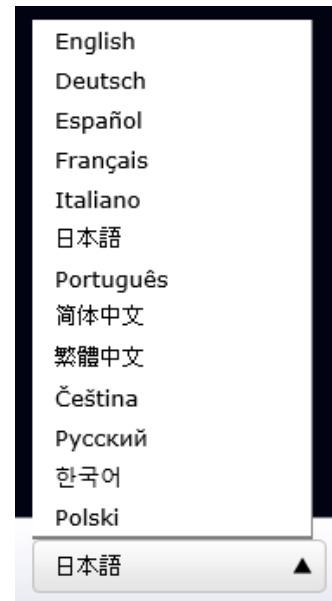 English
Deutsch
Español
Français
Italiano
日本語
Português
简体中文
繁體中文
Čeština
Русский
한국어
Polski
日本語